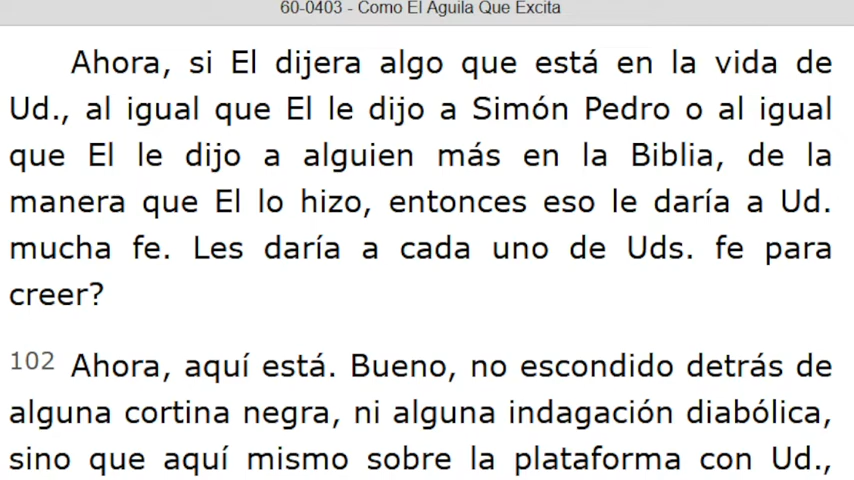 60-0403 - Como El Aguila Que Excita
Ahora, si El dijera algo que está en la vida de
Ud., al igual que El le dijo a Simón Pedro o al igual
que El le dijo a alguien más en la Biblia, de la
manera que El lo hizo, entonces eso le daría a Ud.
mucha fe. Les daría a cada uno de Uds. fe para
creer?
102 Ahora, aquí está. Bueno, no escondido detrás de
alguna cortina negra, ni alguna indagación diabólica,
sino que aquí mismo sobre la plataforma con Ud.,